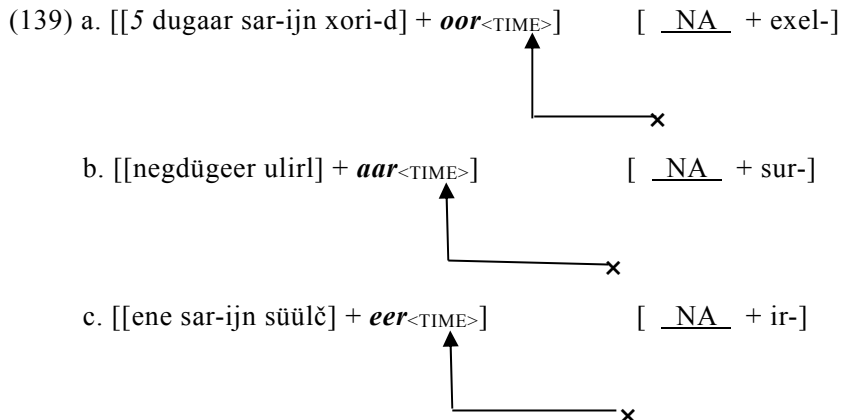 (139) a. [[5 dugaar sar-ijn xori-d] + oor<TIME>] [ NA + exel-]
b. [[negdügeer ulirl] + aar<TIME>] [ NA + sur-]
c. [[ene sar-ijn süülč] + eer<TIME>] [ NA + ir-]